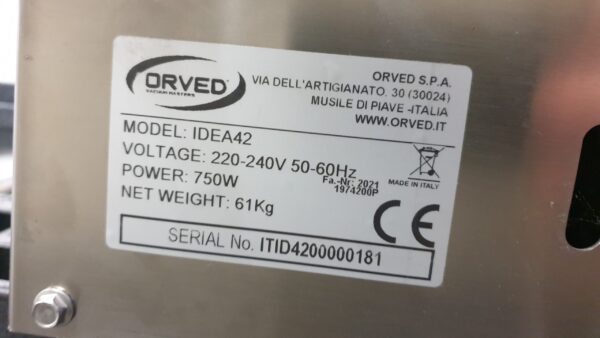 ORVED
VACUUM MASTERS
ORVED S.P.A.
VIA DELL'ARTIGIANATO. 30 (30024)
MUSILE DI PIAVE -ITALIA
WWW.ORVED.IT
MODEL: IDEA42
VOLTAGE: 220-240V 50-60Hz
POWER: 750W
Fa.-Nr: 2021
1974200P
MADE IN ITALY
NET WEIGHT: 61Kg
CE
SERIAL No. ITID4200000181